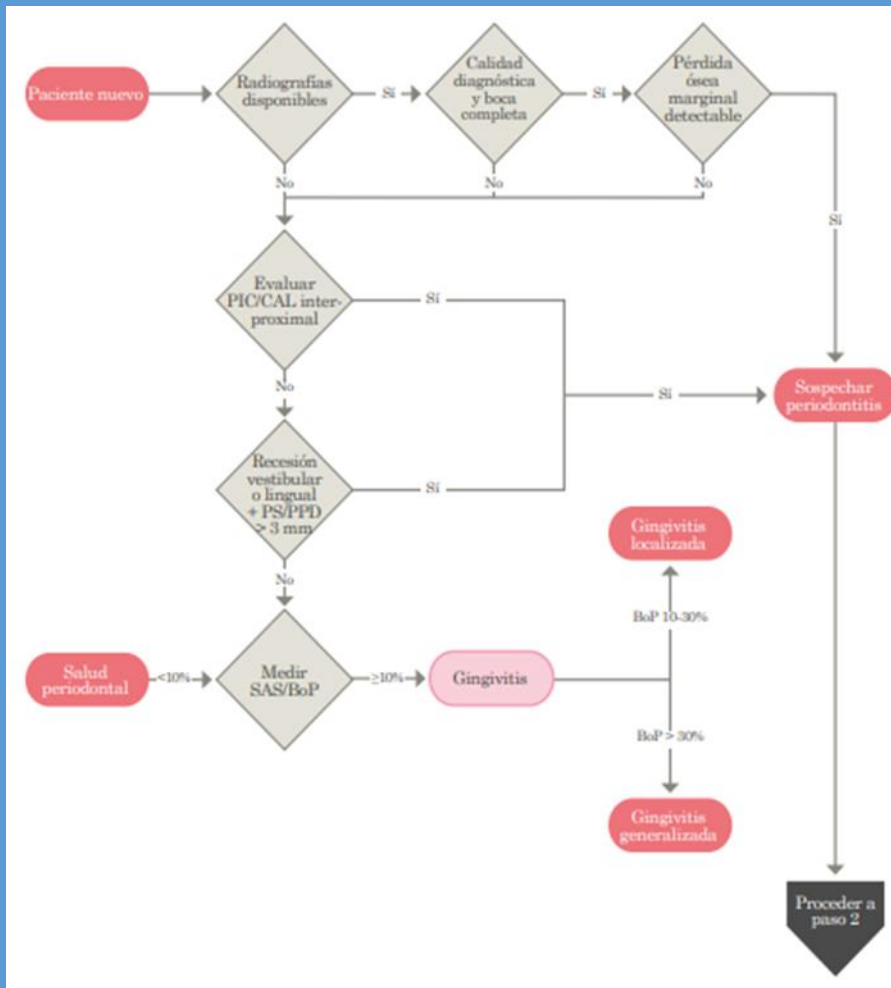 Paciente nuevo
Radiografías
disponibles
Sí
Calidad
diagnóstica
y boca
completa
Sí
Pérdida
ósea
marginal
detectable
No
No
No
Sí
Evaluar
PIC/CAL inter-
proximal
Sí
No
Sí
Sospechar
periodontitis
Recesión
vestibular
o lingual
+ PS/PPD
> 3 mm
Sí
Gingivitis
localizada
No
BoP 10-30%
Salud
periodontal
<10%
Medir
SAS/BoP
≥10%
Gingivitis
BoP > 30%
Gingivitis
generalizada
Proceder a
paso 2